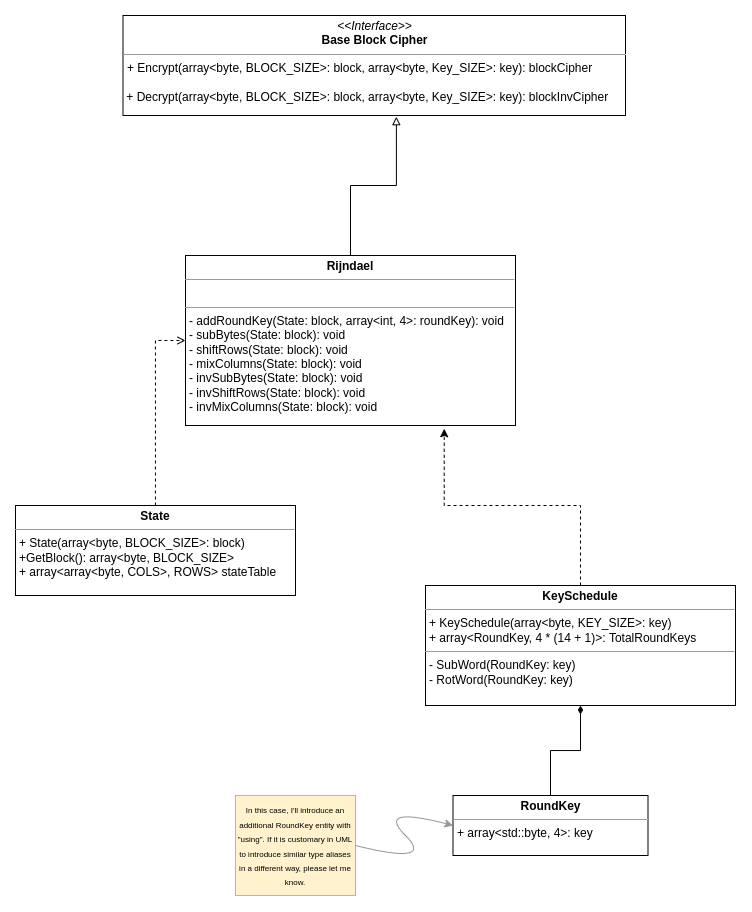 <<Interface>>
Base Block Cipher
+ Encrypt(array<byte, BLOCK_SIZE>: block, array<byte, Key_SIZE>: key): blockCipher
+ Decrypt(array<byte, BLOCK_SIZE>: block, array<byte, Key_SIZE>: key): blockInvCipher
Rijndael
- addRoundKey(State: block, array<int, 4>: roundKey): void
- subBytes(State: block): void
- shiftRows(State: block): void
- mixColumns(State: block): void
- invSubBytes(State: block): void
- invShiftRows(State: block): void
- invMixColumns(State: block): void
State
+ State(array<byte, BLOCK_SIZE>: block)
+GetBlock(): array<byte, BLOCK_SIZE>
+ array<array<byte, COLS>, ROWS> stateTable
KeySchedule
+ KeySchedule(array<byte, KEY_SIZE>: key)
+ array<RoundKey, 4 * (14 + 1)>: TotalRoundKeys
- SubWord(RoundKey: key)
- RotWord(RoundKey: key)
RoundKey
+ array<std::byte, 4>: key
In this case, I'll introduce an
additional RoundKey entity with
"using". If it is customary in UML
to introduce similar type aliases
in a different way, please let me
know.